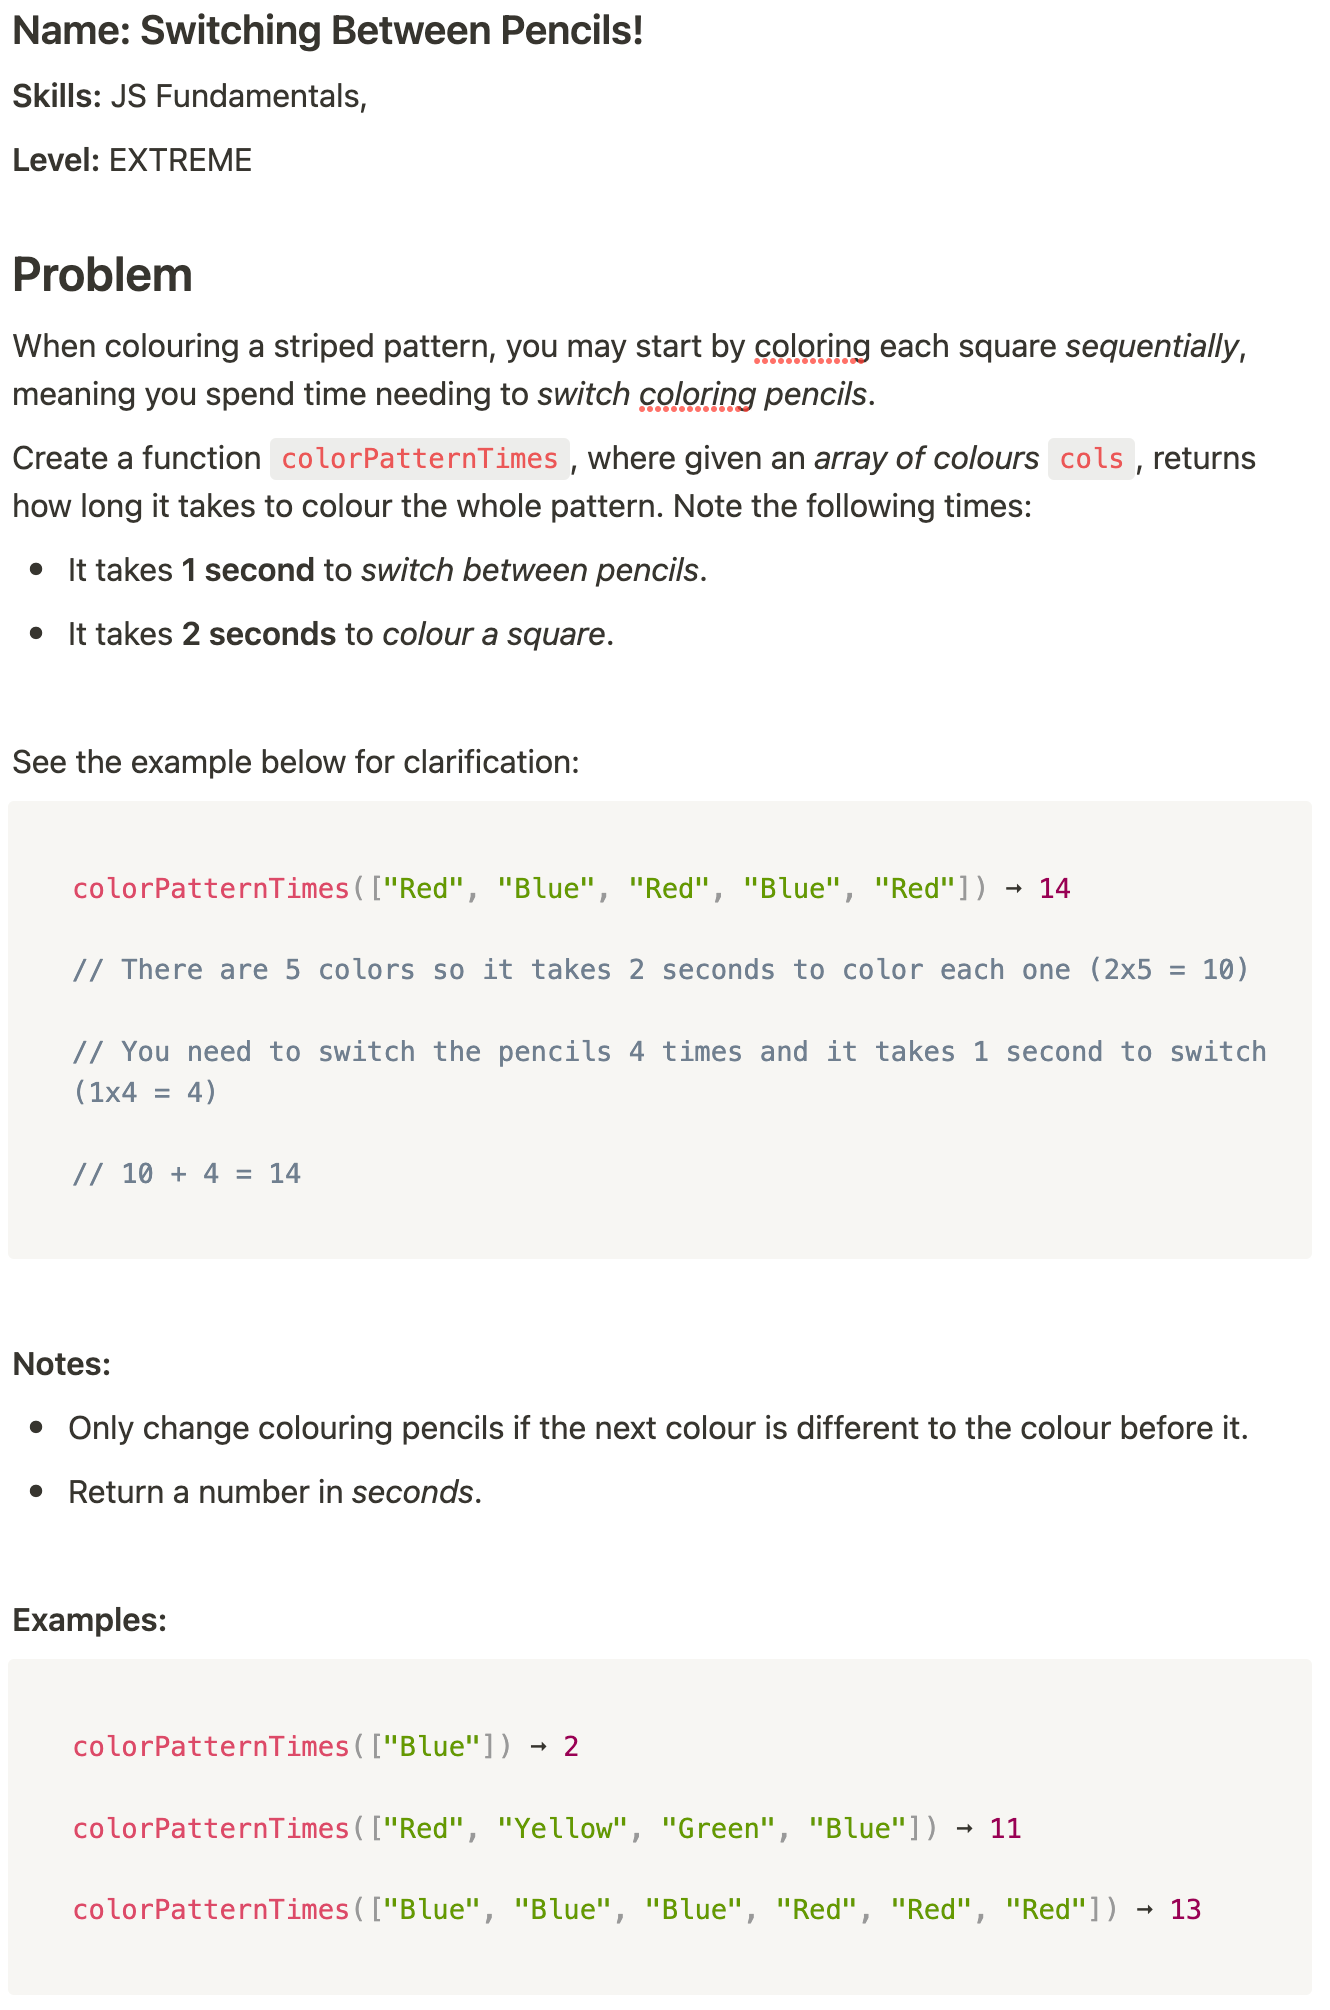 Name: Switching Between Pencils!
Skills: JS Fundamentals,
Level: EXTREME
Problem
When colouring a striped pattern, you may start by coloring each square sequentially,
meaning you spend time needing to switch coloring pencils.
Create a function colorPatternTimes, where given an array of colours cols, returns
how long it takes to colour the whole pattern. Note the following times:
• It takes 1 second to switch between pencils.
• It takes 2 seconds to colour a square.
See the example below for clarification:
colorPatternTimes(["Red", "Blue", "Red", "Blue", "Red"]) → 14
// There are 5 colors so it takes 2 seconds to color each one (2x5 = 10)
// You need to switch the pencils 4 times and it takes 1 second to switch
(1x4 = 4)
// 10 + 4 = 14
Notes:
• Only change colouring pencils if the next colour is different to the colour before it.
• Return a number in seconds.
Examples:
colorPatternTimes(["Blue"]) → 2
colorPatternTimes(["Red", "Yellow", "Green", "Blue"]) → 11
colorPatternTimes(["Blue", "Blue", "Blue", "Red", "Red", "Red"]) → 13